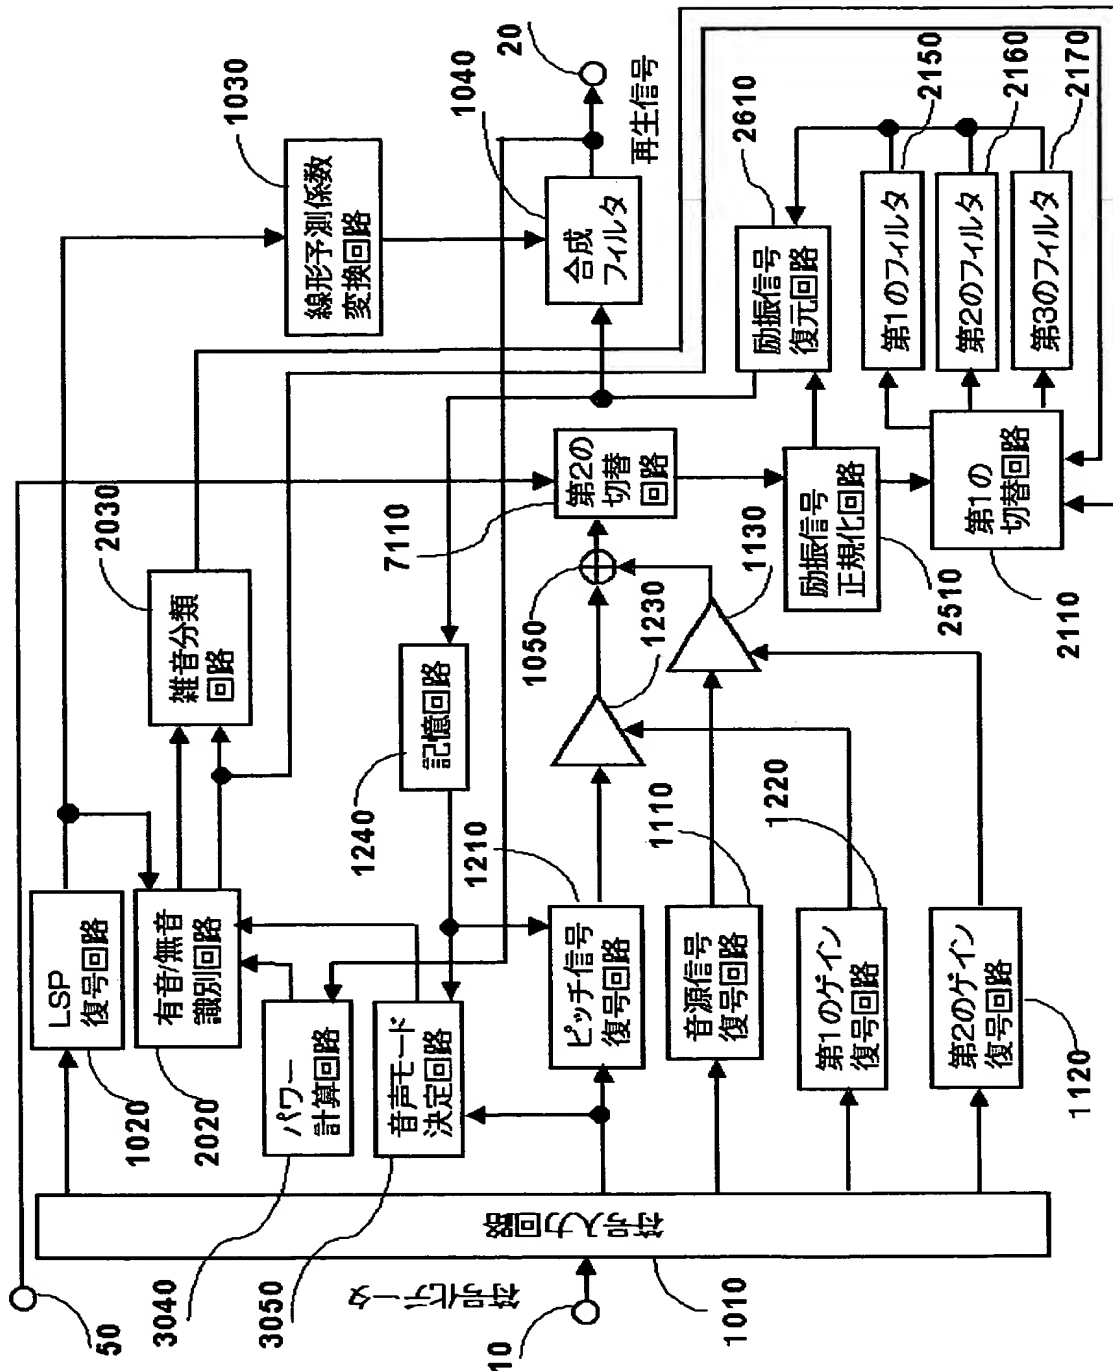 50
10
符号化データ
符号入力回路
1010
LSP
復号回路
1020
有音/無音
識別回路
2020
パワー
計算回路
3040
音声モード
決定回路
3050
ピッチ信号
復号回路
1210
音源信号
復号回路
1110
第1のゲイン
復号回路
1220
第2のゲイン
復号回路
1120
雑音分類
回路
2030
記憶回路
1240
1230
1130
1050
第2の
切替
回路
7110
励振信号
正規化回路
2510
第1の
切替回路
2110
線形予測係数
変換回路
1030
合成
フィルタ
1040
励振信号
復元回路
2610
第1のフィルタ
2150
第2のフィルタ
2160
第3のフィルタ
2170
20
再生信号